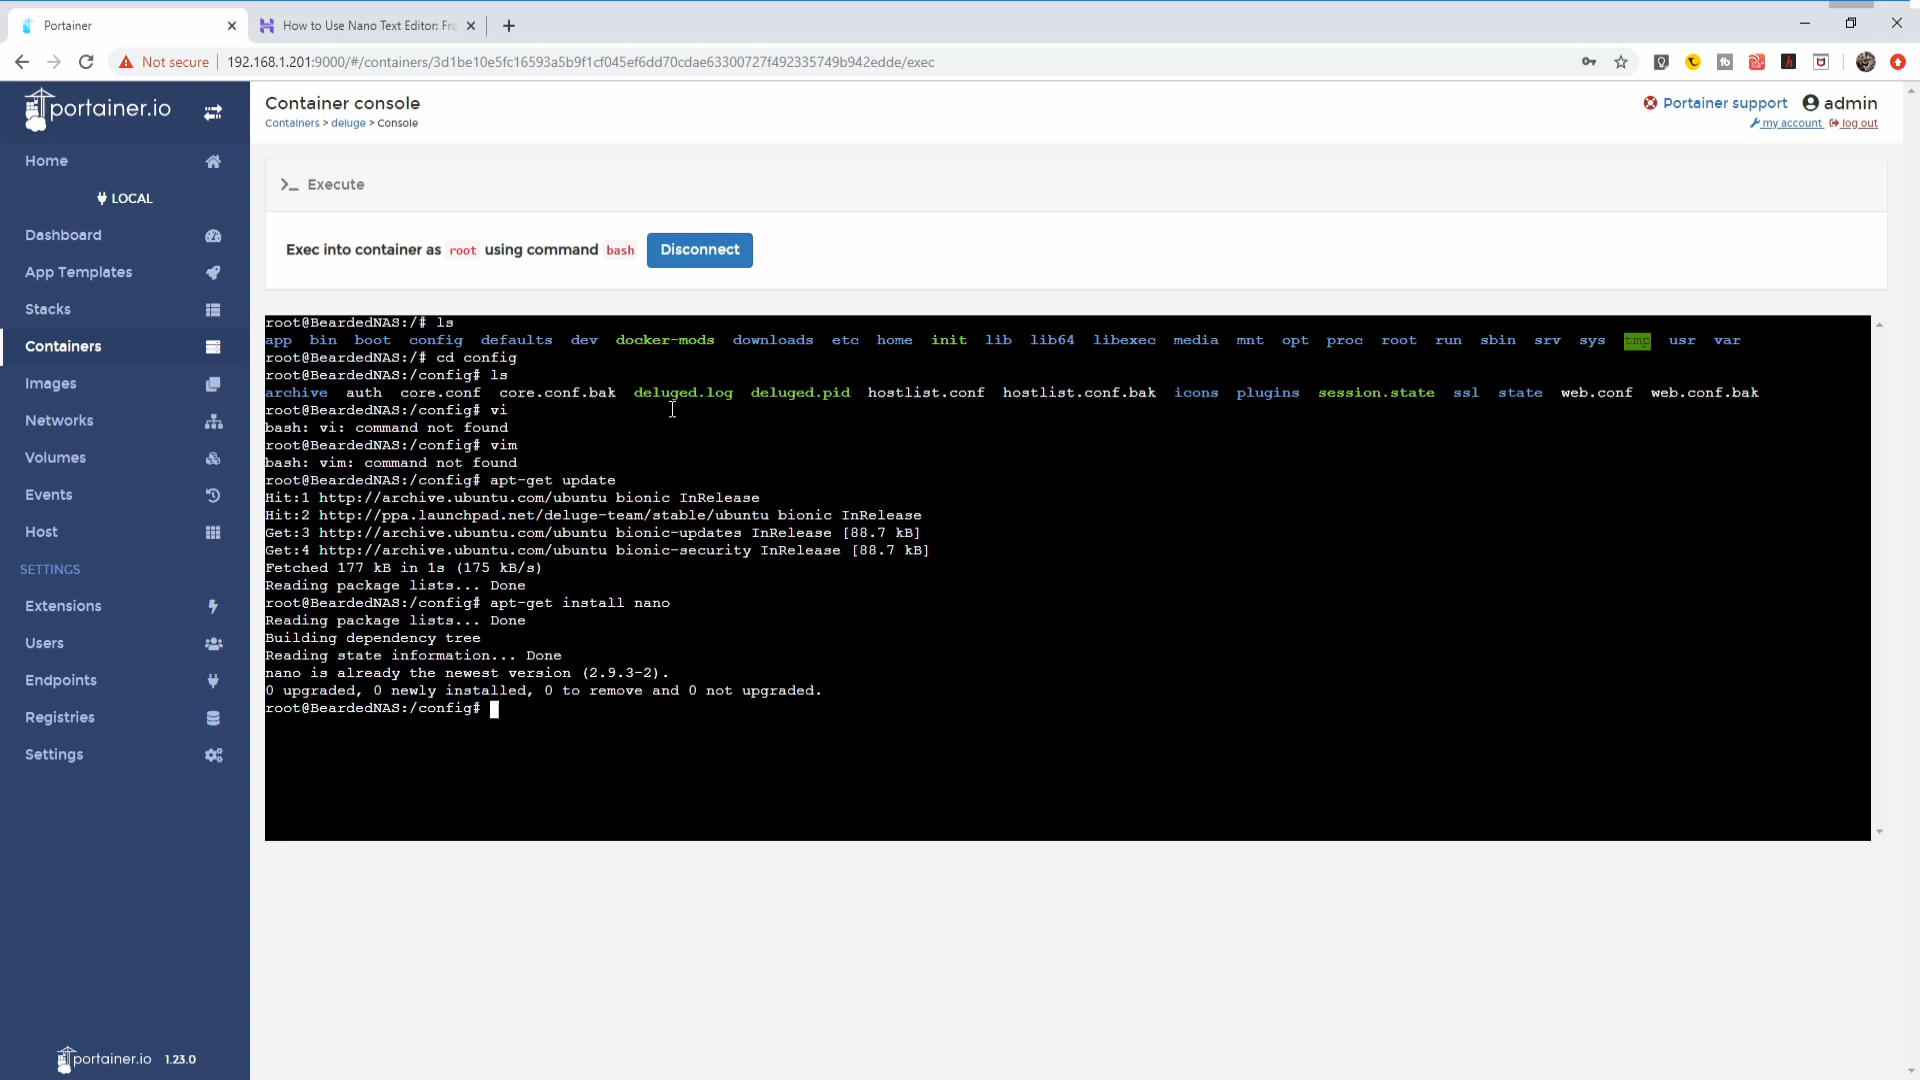 Portainer
How to Use Nano Text Editor: Fro
Not secure
192.168.1.201:9000/#/containers/3d1be10e5fc16593a5b9f1cf045ef6dd70cdae63300727f492335749b942edde/exec
portainer.io
Container console
Containers > deluge > Console
Portainer support
admin
my account
log out
Home
LOCAL
Dashboard
App Templates
Stacks
Containers
Images
Networks
Volumes
Events
Host
SETTINGS
Extensions
Users
Endpoints
Registries
Settings
portainer.io 1.23.0
>_ Execute
Exec into container as root using command bash Disconnect
root@BeardedNAS:/# ls
app bin boot config defaults dev docker-mods downloads etc home init lib lib64 libexec media mnt opt proc root run sbin srv sys tmp usr var
root@BeardedNAS:/# cd config
root@BeardedNAS:/config# ls
archive auth core.conf core.conf.bak deluged.log deluged.pid hostlist.conf hostlist.conf.bak icons plugins session.state ssl state web.conf web.conf.bak
root@BeardedNAS:/config# vi
bash: vi: command not found
root@BeardedNAS:/config# vim
bash: vim: command not found
root@BeardedNAS:/config# apt-get update
Hit:1 http://archive.ubuntu.com/ubuntu bionic InRelease
Hit:2 http://ppa.launchpad.net/deluge-team/stable/ubuntu bionic InRelease
Get:3 http://archive.ubuntu.com/ubuntu bionic-updates InRelease [88.7 kB]
Get:4 http://archive.ubuntu.com/ubuntu bionic-security InRelease [88.7 kB]
Fetched 177 kB in 1s (175 kB/s)
Reading package lists... Done
root@BeardedNAS:/config# apt-get install nano
Reading package lists... Done
Building dependency tree
Reading state information... Done
nano is already the newest version (2.9.3-2).
0 upgraded, 0 newly installed, 0 to remove and 0 not upgraded.
root@BeardedNAS:/config#